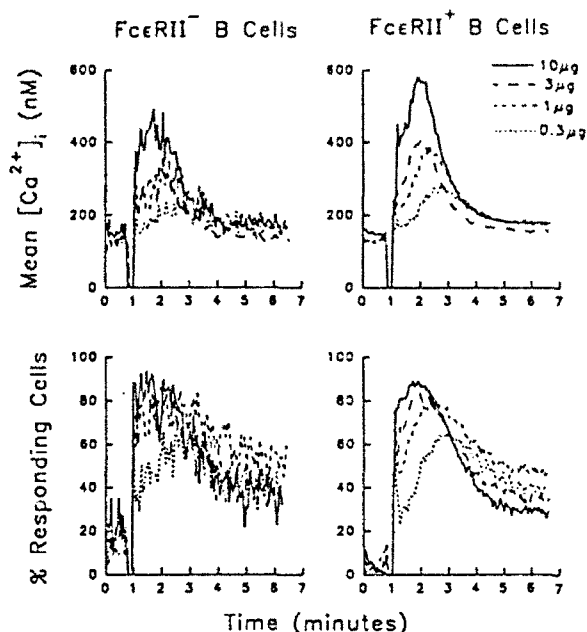 FcεRII⁻ B Cells
FcεRII⁺ B Cells
Mean [Ca²⁺]ᵢ (nM)
600
400
200
0
0 1 2 3 4 5 6 7
600
400
200
0
0 1 2 3 4 5 6 7
10μg
3μg
1μg
0.3μg
% Responding Cells
100
80
60
40
20
0
0 1 2 3 4 5 6 7
100
80
60
40
20
0
0 1 2 3 4 5 6 7
Time (minutes)